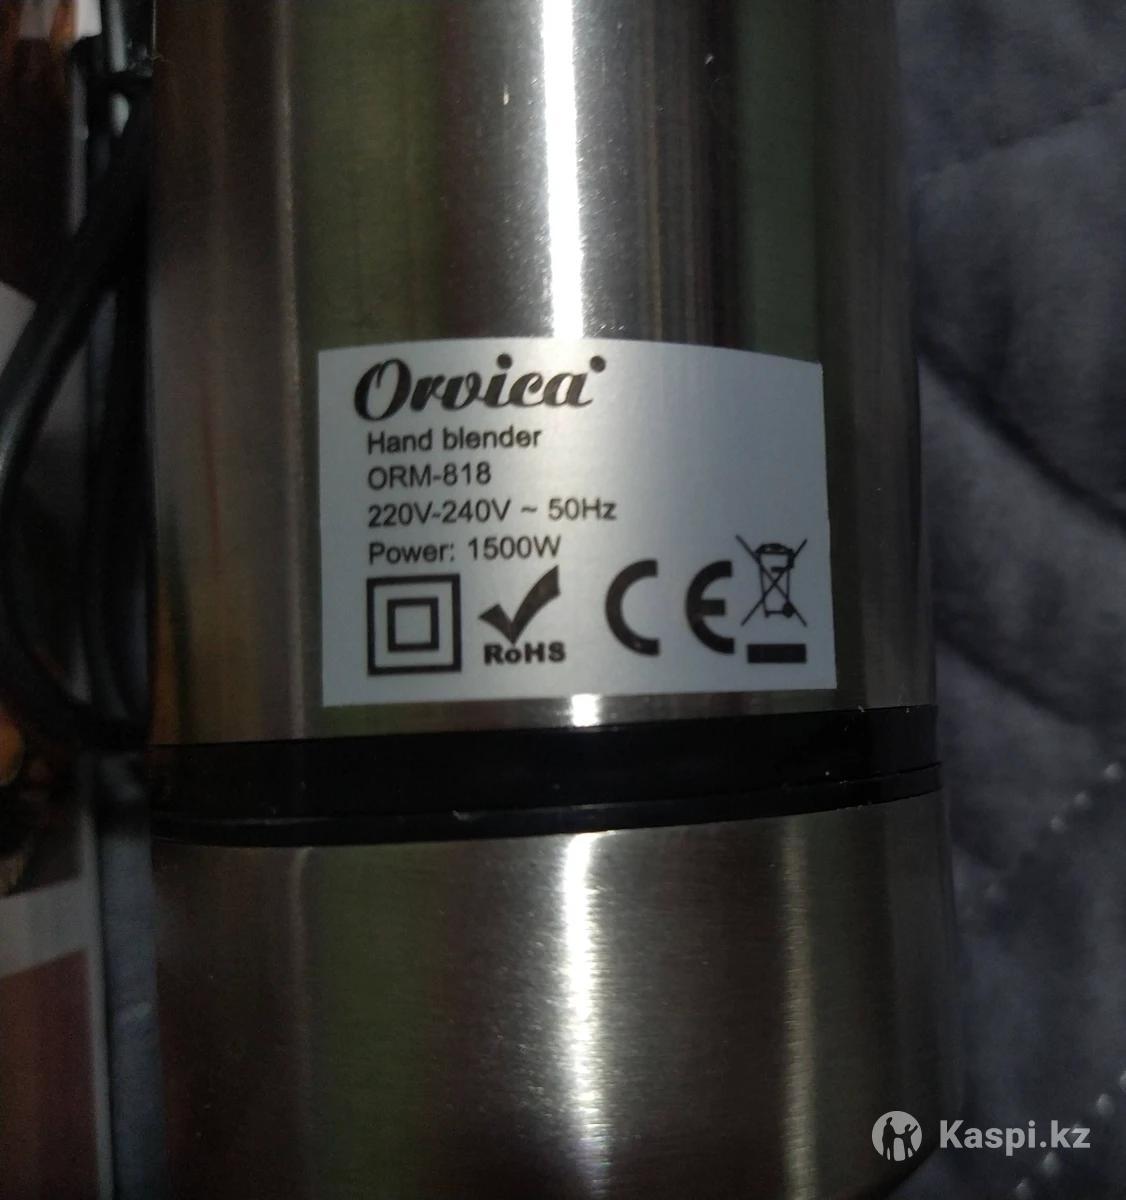 Orvica
Hand blender
ORM-818
220V-240V ~ 50Hz
Power: 1500W
RoHS
CE
Kaspi.kz